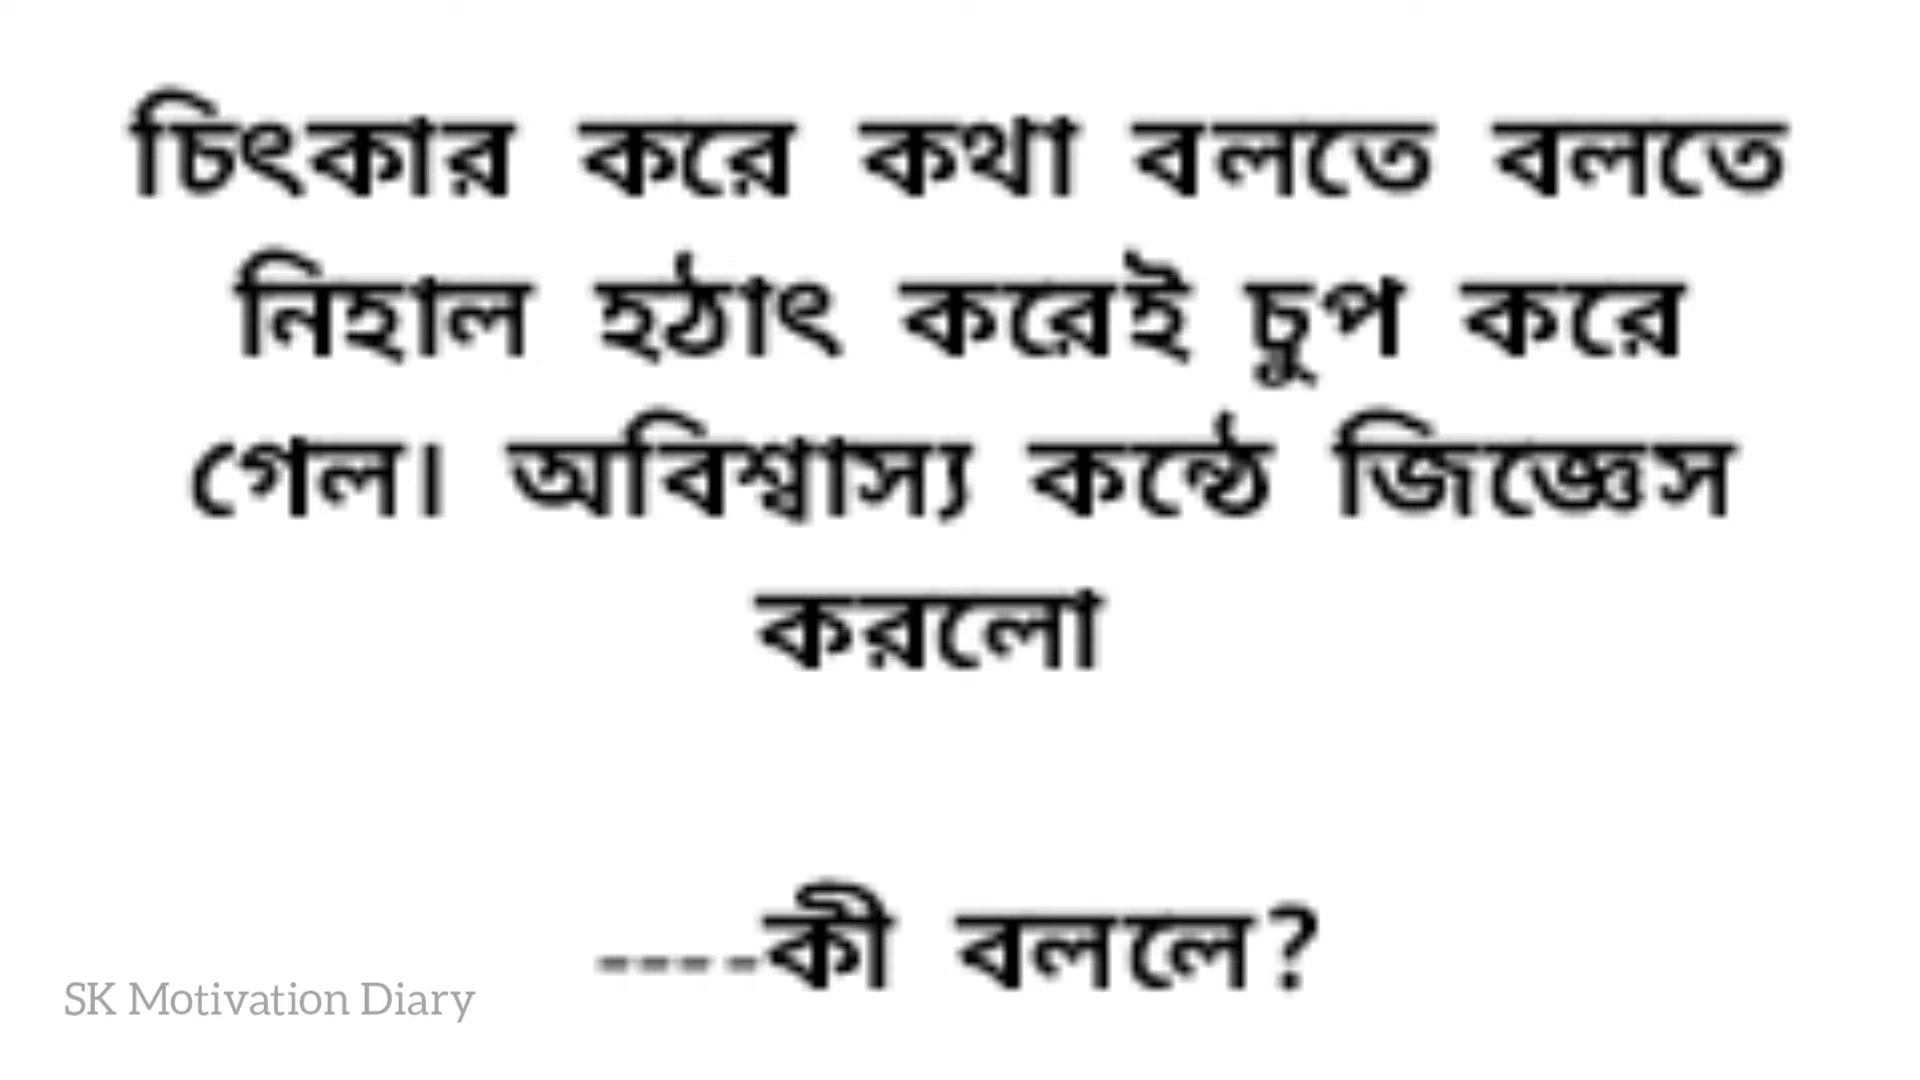 চিৎকার করে কথা বলতে বলতে
নিহাল হঠাৎ করেই চুপ করে
গেল। অবিশ্বাস্য কন্ঠে জিজ্ঞেস
করলো
----কী বললে?
SK Motivation Diary